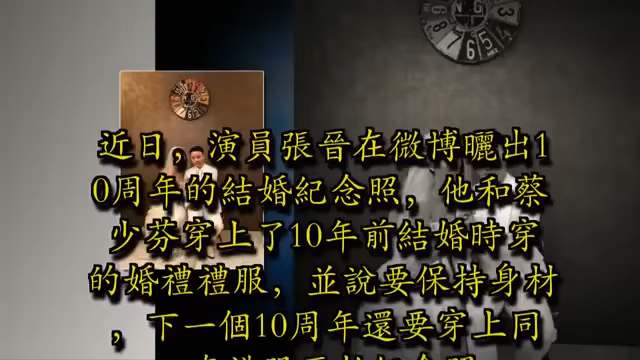 近日，演員張晉在微博曬出1
0周年的結婚紀念照，他和蔡
少芬穿上了10年前結婚時穿
的婚禮禮服，並說要保持身材
，下一個10周年還要穿上同